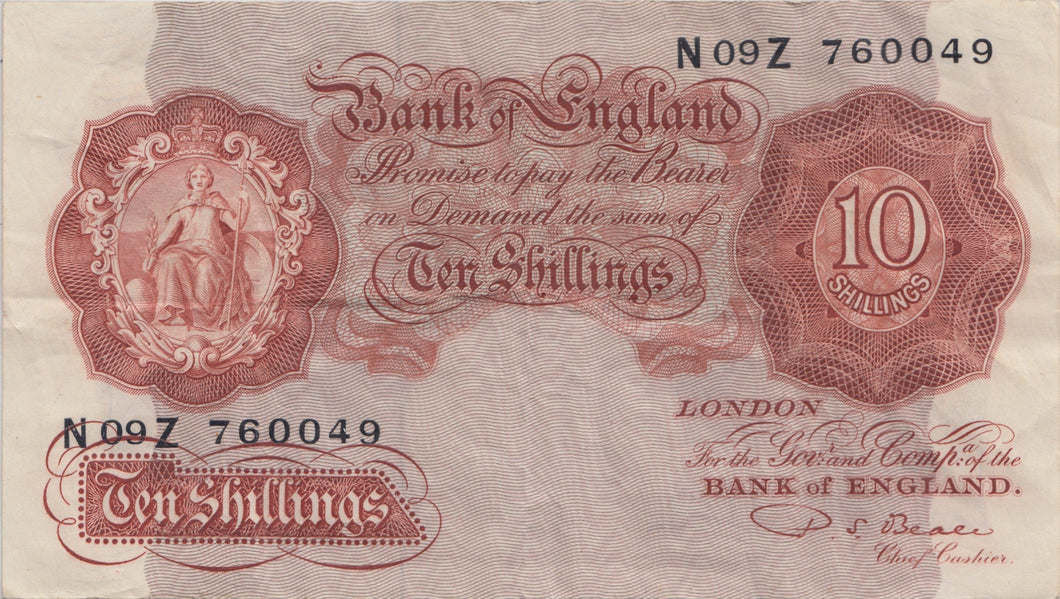 N09Z 760049
Bank of England
Promise to pay the Bearer
on Demand the sum of
Ten Shillings
10
SHILLINGS
N09Z 760049
Ten Shillings
LONDON
For the Govr. and Compa. of the
BANK of ENGLAND.
P. S. Beale
Chief Cashier.